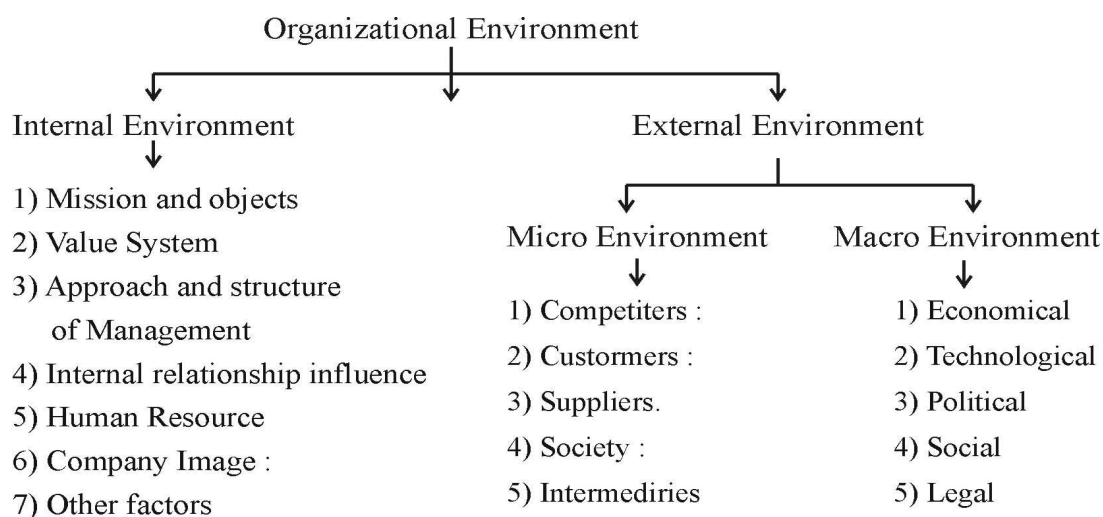 Organizational Environment
Internal Environment
1) Mission and objects
2) Value System
3) Approach and structure
of Management
4) Internal relationship influence
5) Human Resource
6) Company Image :
7) Other factors
External Environment
Micro Environment
1) Competiters :
2) Custormers :
3) Suppliers.
4) Society :
5) Intermediries
Macro Environment
1) Economical
2) Technological
3) Political
4) Social
5) Legal